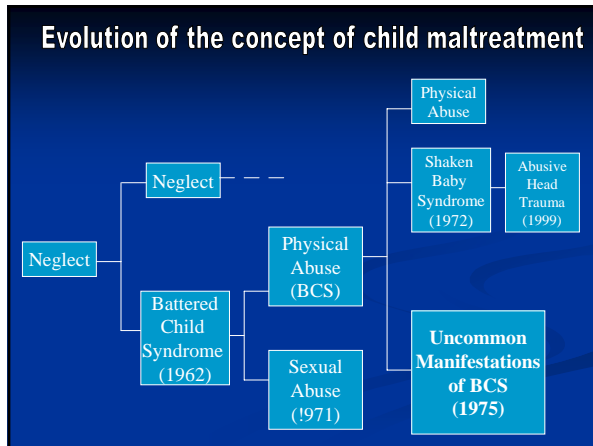 Evolution of the concept of child maltreatment
Neglect
Neglect
Battered
Child
Syndrome
(1962)
Physical
Abuse
(BCS)
Sexual
Abuse
(!971)
Physical
Abuse
Shaken
Baby
Syndrome
(1972)
Abusive
Head
Trauma
(1999)
Uncommon
Manifestations
of BCS
(1975)